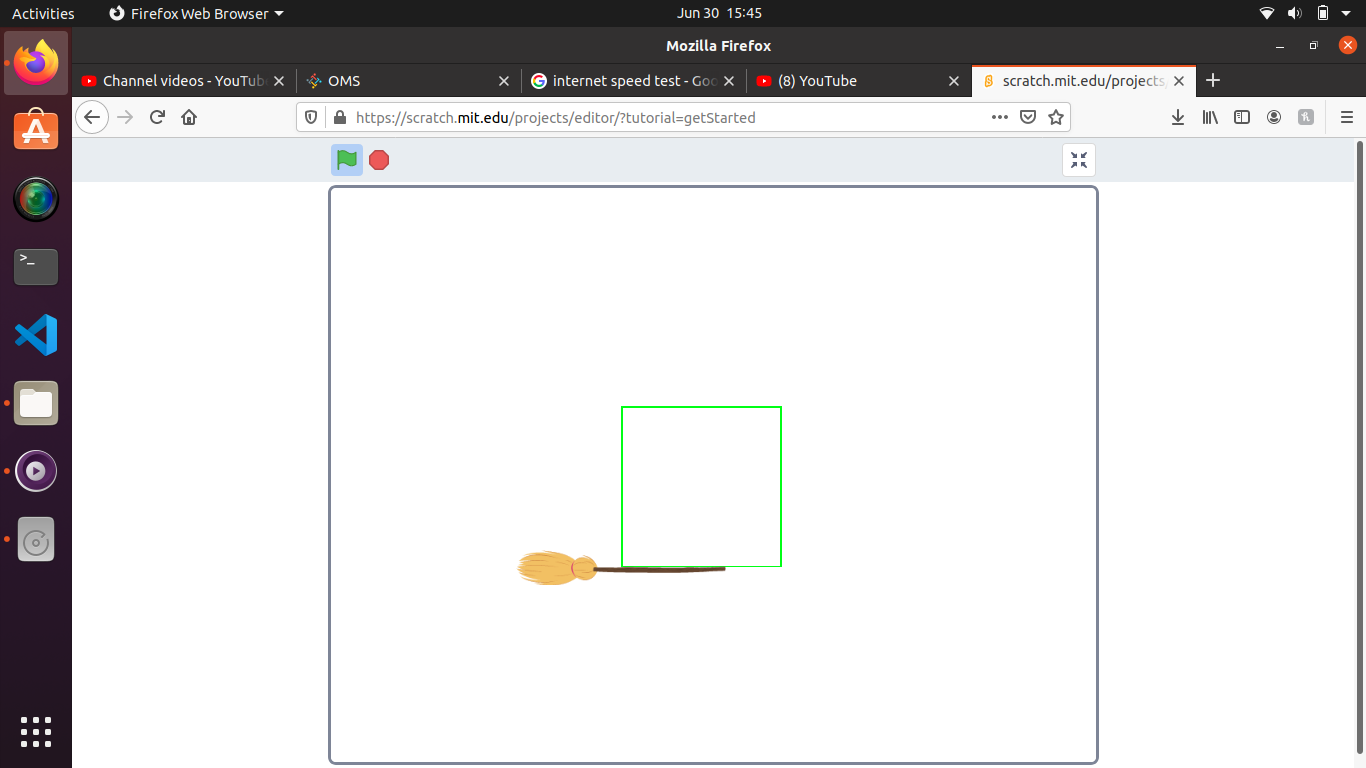 Activities Firefox Web Browser Jun 30 15:45
Mozilla Firefox
Channel videos - YouTub OMS internet speed test - Goo (8) YouTube scratch.mit.edu/projects
https://scratch.mit.edu/projects/editor/?tutorial=getStarted
>_